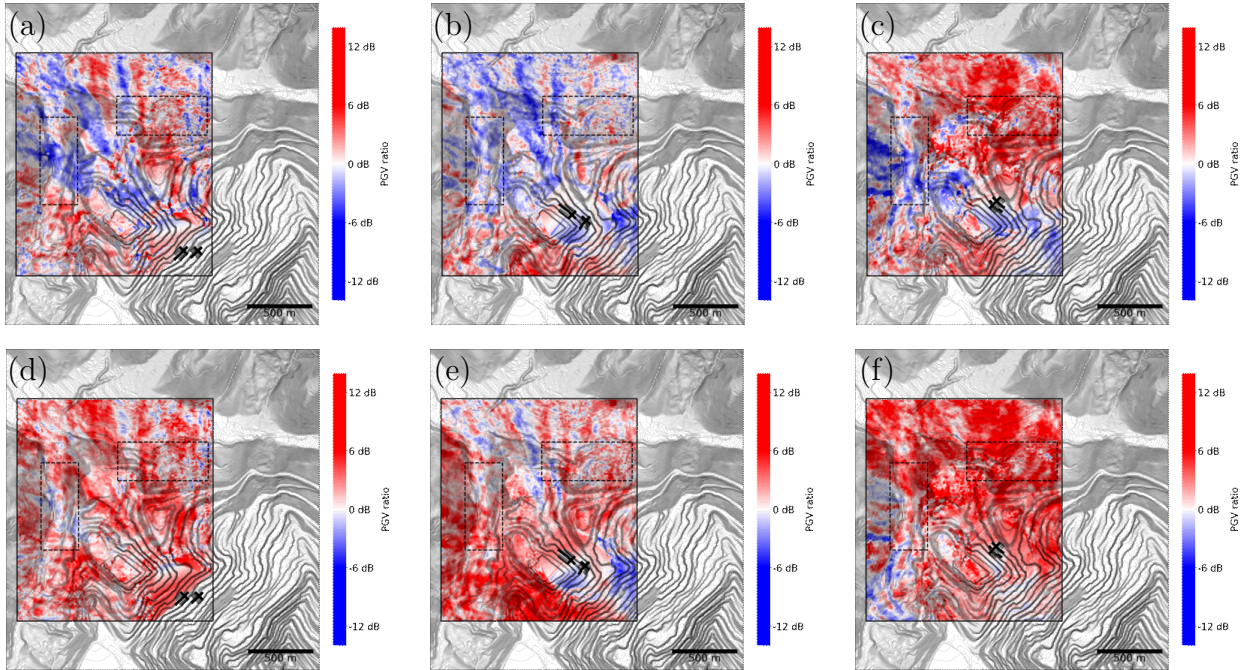 (a)
12 dB
6 dB
0 dB
-6 dB
-12 dB
PGV ratio
500 m
(b)
12 dB
6 dB
0 dB
-6 dB
-12 dB
PGV ratio
500 m
(c)
12 dB
6 dB
0 dB
-6 dB
-12 dB
PGV ratio
500 m
(d)
12 dB
6 dB
0 dB
-6 dB
-12 dB
PGV ratio
500 m
(e)
12 dB
6 dB
0 dB
-6 dB
-12 dB
PGV ratio
500 m
(f)
12 dB
6 dB
0 dB
-6 dB
-12 dB
PGV ratio
500 m